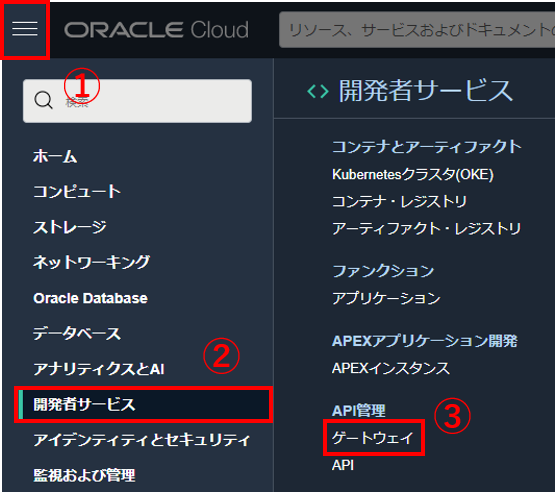 ORACLE Cloud
リソース、サービスおよびドキュメントの
①
検索
ホーム
コンピュート
ストレージ
ネットワーキング
Oracle Database
データベース
アナリティクスとAI
②
開発者サービス
アイデンティティとセキュリティ
監視および管理
<> 開発者サービス
コンテナとアーティファクト
Kubernetesクラスタ(OKE)
コンテナ・レジストリ
アーティファクト・レジストリ
ファンクション
アプリケーション
APEXアプリケーション開発
APEXインスタンス
API管理
③
ゲートウェイ
API